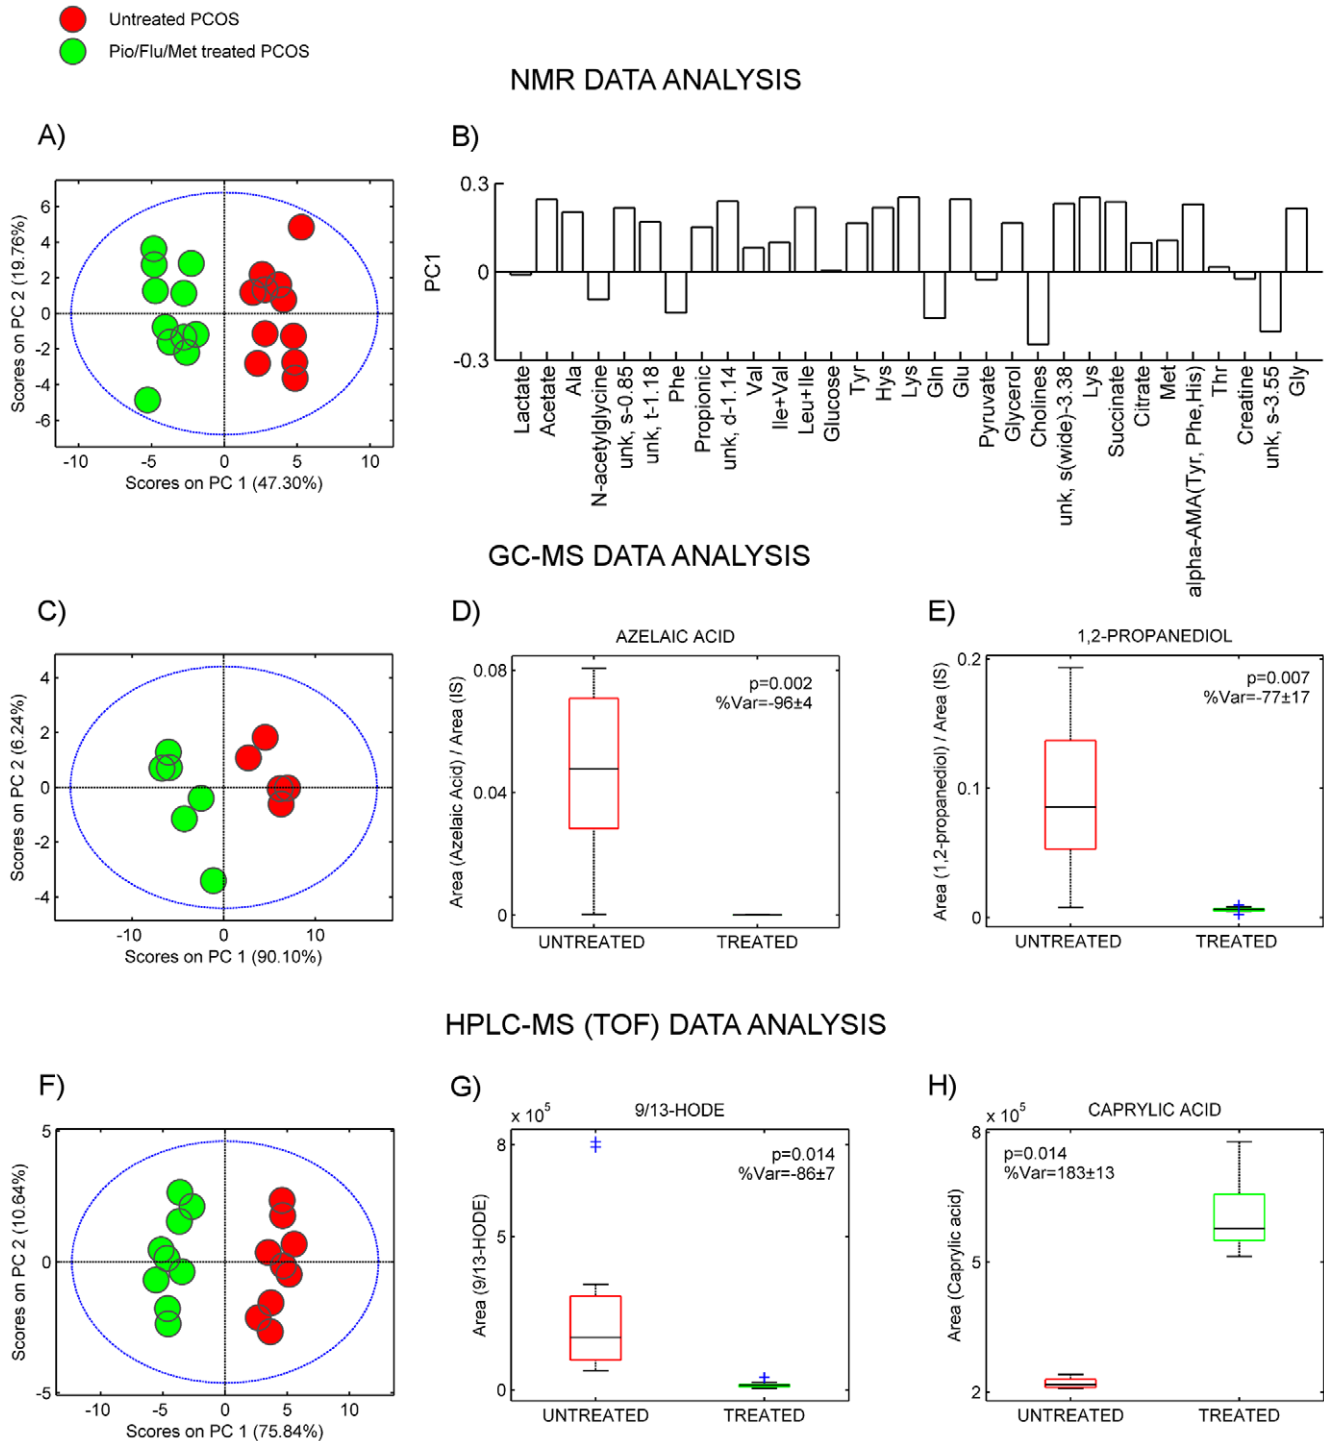 Untreated PCOS
Pio/Flu/Met treated PCOS
NMR DATA ANALYSIS
A)
Scores on PC 2 (19.76%)
6
4
2
0
-2
-4
-6
-10
-5
0
5
10
Scores on PC 1 (47.30%)
B)
PC1
0.3
0
-0.3
Lactate
Acetate
Ala
N-acetylglycine
unk, s-0.85
unk, t-1.18
Phe
Propionic
unk, d-1.14
Val
Ile+Val
Leu+Ile
Glucose
Tyr
Hys
Lys
Gln
Glu
Pyruvate
Glycerol
Cholines
unk, s(wide)-3.38
Lys
Succinate
Citrate
Met
alpha-AMA(Tyr, Phe,His)
Thr
Creatine
unk, s-3.55
Gly
GC-MS DATA ANALYSIS
C)
Scores on PC 2 (6.24%)
4
2
0
-2
-4
-10
0
10
Scores on PC 1 (90.10%)
D)
AZELAIC ACID
Area (Azelaic Acid) / Area (IS)
0.08
0.04
0
p=0.002
%Var=-96±4
UNTREATED
TREATED
E)
1,2-PROPANEDIOL
Area (1,2-propanediol) / Area (IS)
0.2
0.1
0
p=0.007
%Var=-77±17
UNTREATED
TREATED
HPLC-MS (TOF) DATA ANALYSIS
F)
Scores on PC 2 (10.64%)
5
0
-5
-10
-5
0
5
10
Scores on PC 1 (75.84%)
G)
x 10⁵
9/13-HODE
Area (9/13-HODE)
8
5
0
p=0.014
%Var=-86±7
UNTREATED
TREATED
H)
x 10⁵
CAPRYLIC ACID
Area (Caprylic acid)
8
5
2
p=0.014
%Var=183±13
UNTREATED
TREATED